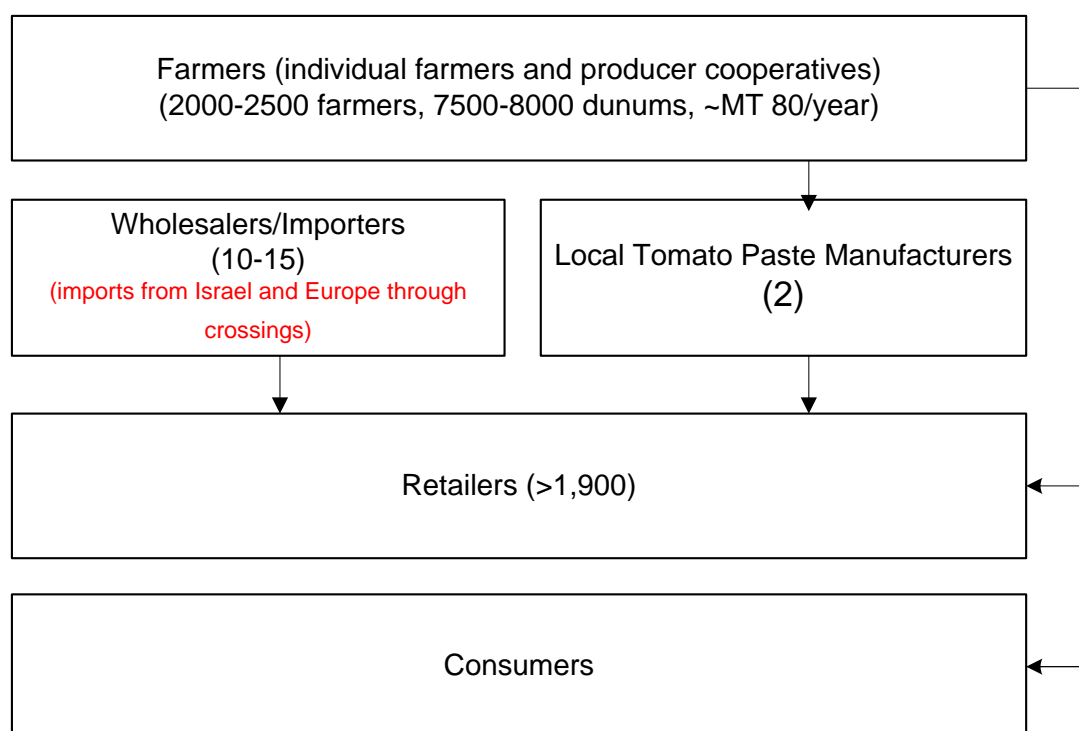 Farmers (individual farmers and producer cooperatives)
(2000-2500 farmers, 7500-8000 dunums, ~MT 80/year)
Wholesalers/Importers
(10-15)
(imports from Israel and Europe through
crossings)
Local Tomato Paste Manufacturers
(2)
Retailers (>1,900)
Consumers